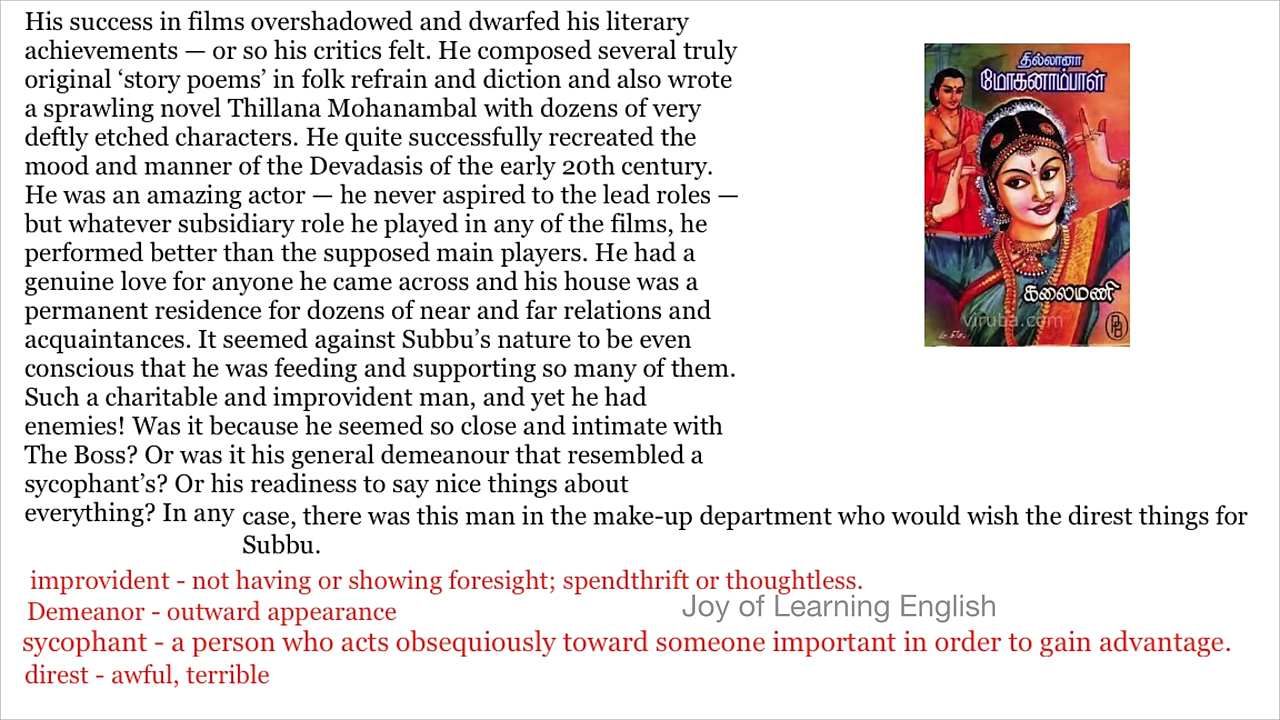 His success in films overshadowed and dwarfed his literary
achievements — or so his critics felt. He composed several truly
original ‘story poems’ in folk refrain and diction and also wrote
a sprawling novel Thillana Mohanambal with dozens of very
deftly etched characters. He quite successfully recreated the
mood and manner of the Devadasis of the early 20th century.
He was an amazing actor — he never aspired to the lead roles —
but whatever subsidiary role he played in any of the films, he
performed better than the supposed main players. He had a
genuine love for anyone he came across and his house was a
permanent residence for dozens of near and far relations and
acquaintances. It seemed against Subbu’s nature to be even
conscious that he was feeding and supporting so many of them.
Such a charitable and improvident man, and yet he had
enemies! Was it because he seemed so close and intimate with
The Boss? Or was it his general demeanour that resembled a
sycophant’s? Or his readiness to say nice things about
everything? In any case, there was this man in the make-up department who would wish the direst things for
Subbu.
தில்லானா
மோகனாம்பாள்
கலைமணி
viruba.com
improvident - not having or showing foresight; spendthrift or thoughtless.
Demeanor - outward appearance
Joy of Learning English
sycophant - a person who acts obsequiously toward someone important in order to gain advantage.
direst - awful, terrible